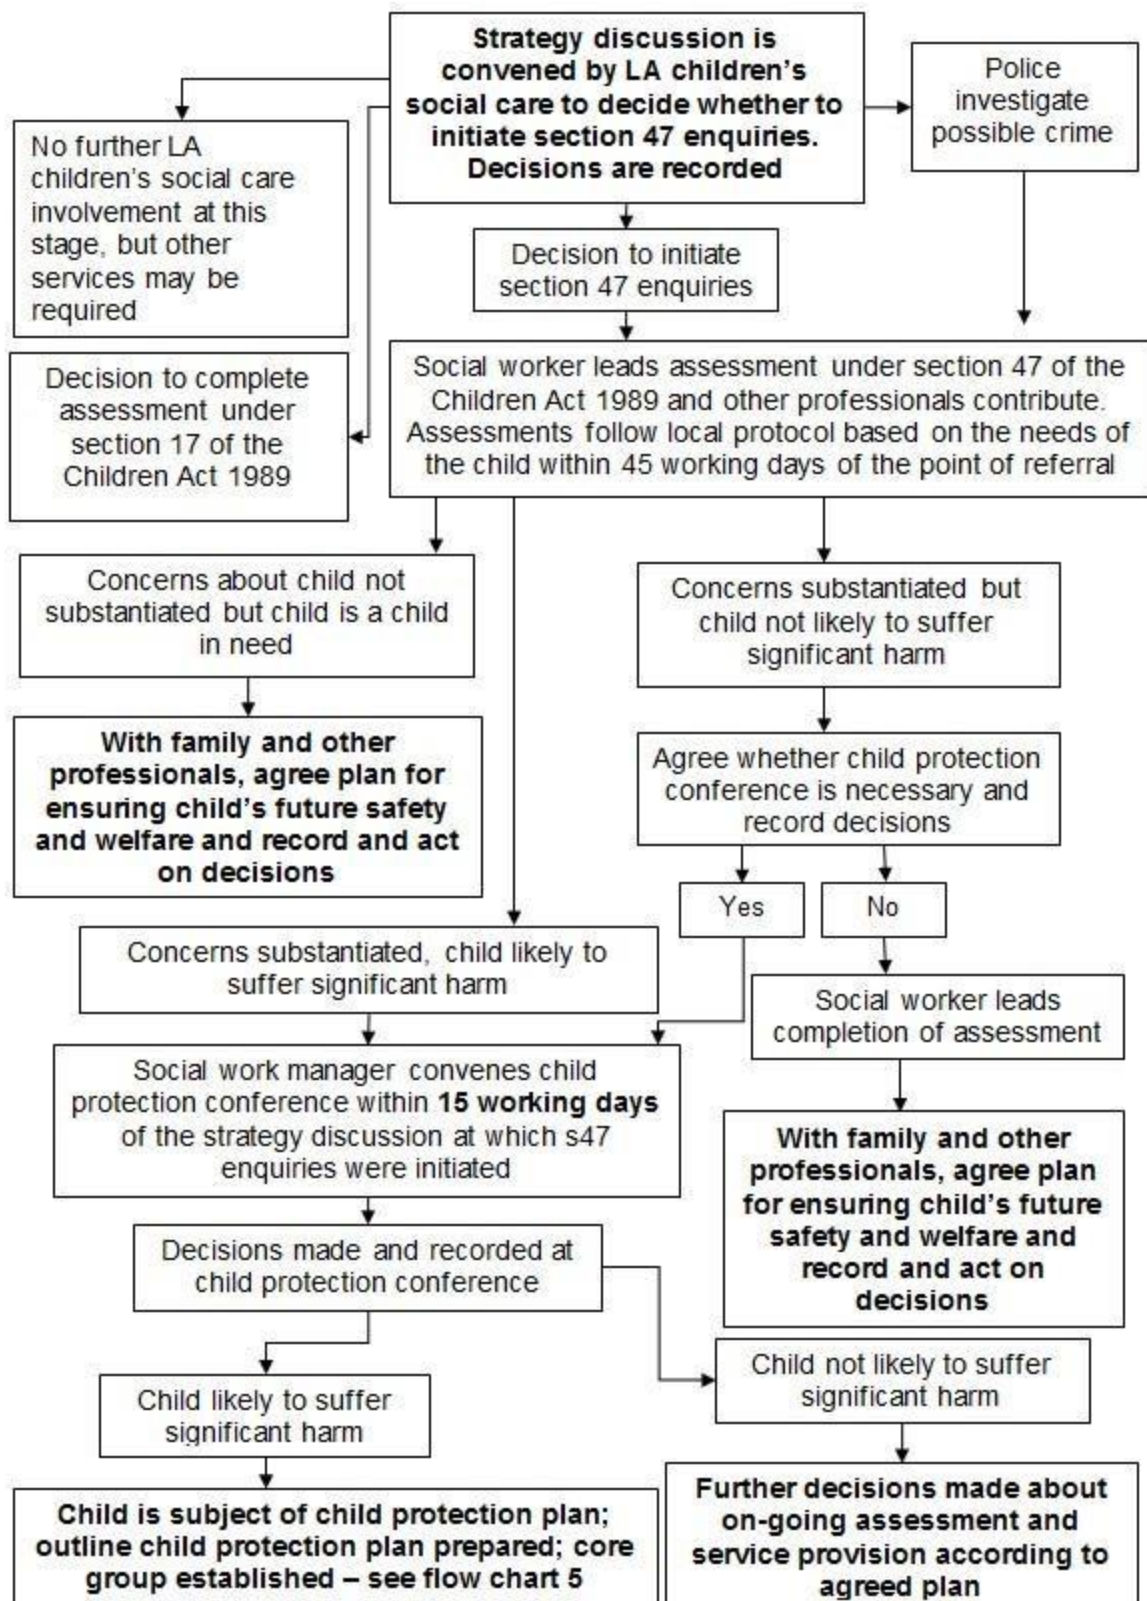 Strategy discussion is
convened by LA children's
social care to decide whether to
initiate section 47 enquiries.
Decisions are recorded
Police
investigate
possible crime
No further LA
children's social care
involvement at this
stage, but other
services may be
required
Decision to initiate
section 47 enquiries
Decision to complete
assessment under
section 17 of the
Children Act 1989
Social worker leads assessment under section 47 of the
Children Act 1989 and other professionals contribute.
Assessments follow local protocol based on the needs of
the child within 45 working days of the point of referral
Concerns about child not
substantiated but child is a child
in need
Concerns substantiated but
child not likely to suffer
significant harm
With family and other
professionals, agree plan for
ensuring child's future safety
and welfare and record and act
on decisions
Agree whether child protection
conference is necessary and
record decisions
Yes
No
Concerns substantiated, child likely to
suffer significant harm
Social worker leads
completion of assessment
Social work manager convenes child
protection conference within 15 working days
of the strategy discussion at which s47
enquiries were initiated
With family and other
professionals, agree plan
for ensuring child's future
safety and welfare and
record and act on
decisions
Decisions made and recorded at
child protection conference
Child not likely to suffer
significant harm
Child likely to suffer
significant harm
Child is subject of child protection plan;
outline child protection plan prepared; core
group established – see flow chart 5
Further decisions made about
on-going assessment and
service provision according to
agreed plan